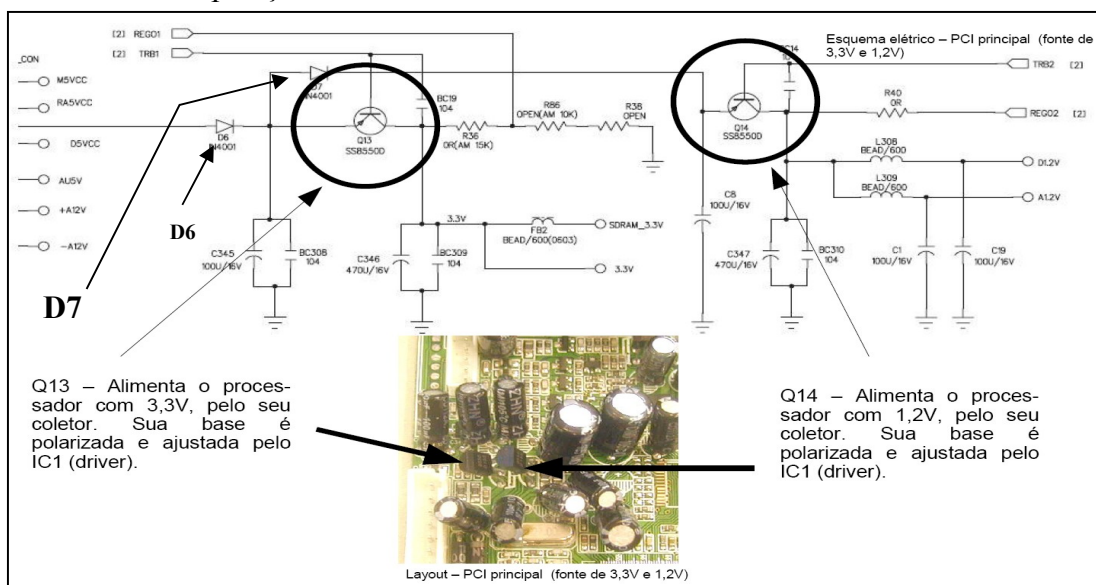 [2] REGO1
[2] TRB1
Esquema elétrico – PCI principal (fonte de
3,3V e 1,2V)
_CON
M5VCC
RA5VCC
D5VCC
AU5V
+A12V
-A12V
D6
1N4001
D6
D7
BC19
104
Q13
SS8550D
R36
0R(AM 15K)
R86
OPEN(AM 10K)
R38
OPEN
C345
100U/16V
BC308
104
C346
470U/16V
BC309
104
3.3V
FB2
BEAD/600(0603)
SDRAM_3.3V
3.3V
TRB2 [2]
Q14
SS8550D
R40
0R
REGO2 [2]
L308
BEAD/600
D1.2V
L309
BEAD/600
A1.2V
C8
100U/16V
C347
470U/16V
BC310
104
C1
100U/16V
C19
100U/16V
Q13 – Alimenta o proces-
sador com 3,3V, pelo seu
coletor. Sua base é
polarizada e ajustada pelo
IC1 (driver).
Q14 – Alimenta o proces-
sador com 1,2V, pelo seu
coletor. Sua base é
polarizada e ajustada pelo
IC1 (driver).
Layout – PCI principal (fonte de 3,3V e 1,2V)